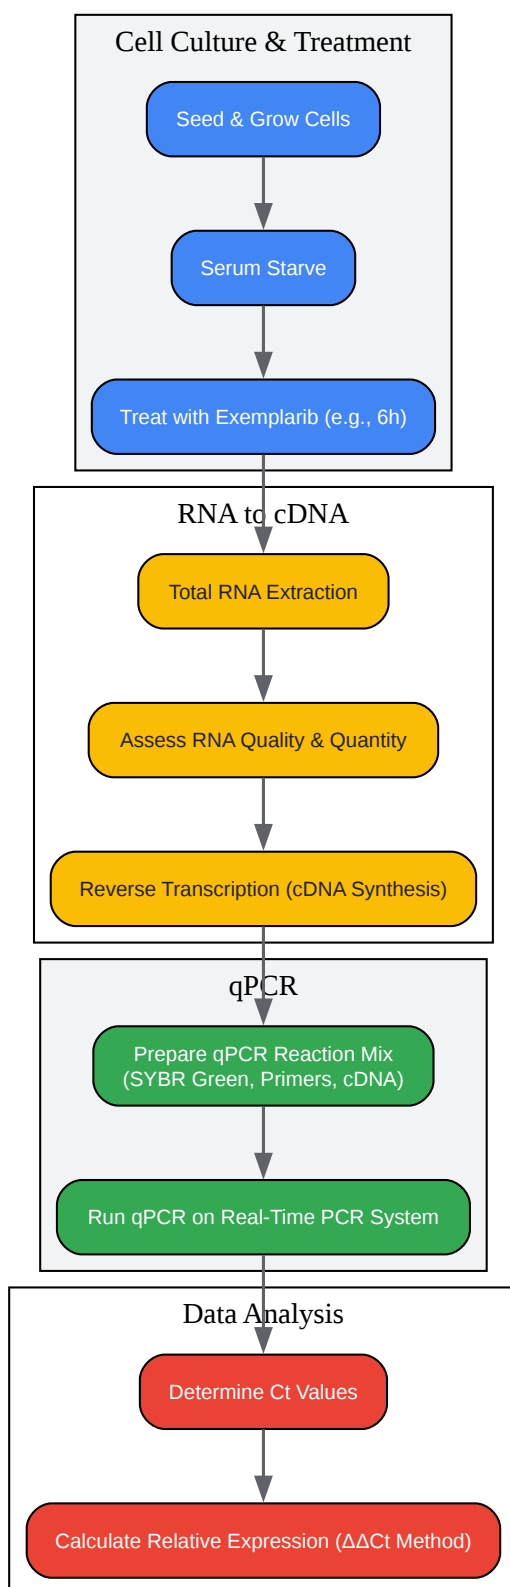 Cell Culture & Treatment
Seed & Grow Cells
Serum Starve
Treat with Exemplarib (e.g., 6h)
RNA to cDNA
Total RNA Extraction
Assess RNA Quality & Quantity
Reverse Transcription (cDNA Synthesis)
qPCR
Prepare qPCR Reaction Mix
(SYBR Green, Primers, cDNA)
Run qPCR on Real-Time PCR System
Data Analysis
Determine Ct Values
Calculate Relative Expression (ΔΔCt Method)